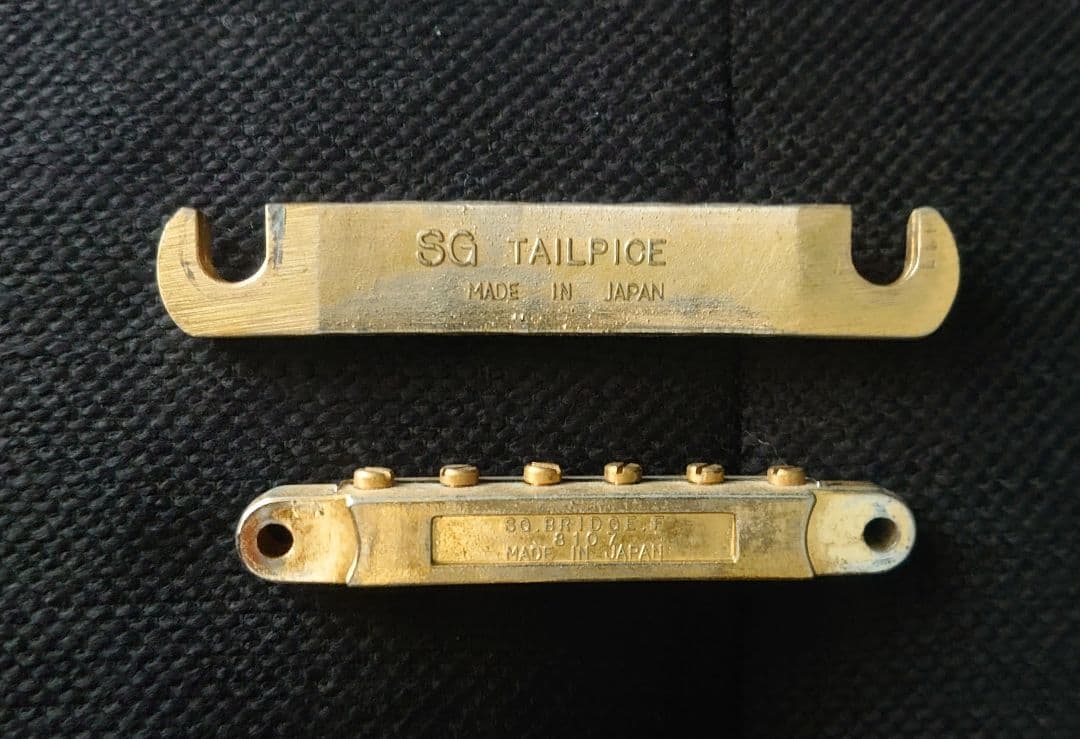 SG TAILPICE
MADE IN JAPAN
SG.BRIDGE.F
8107
MADE IN JAPAN